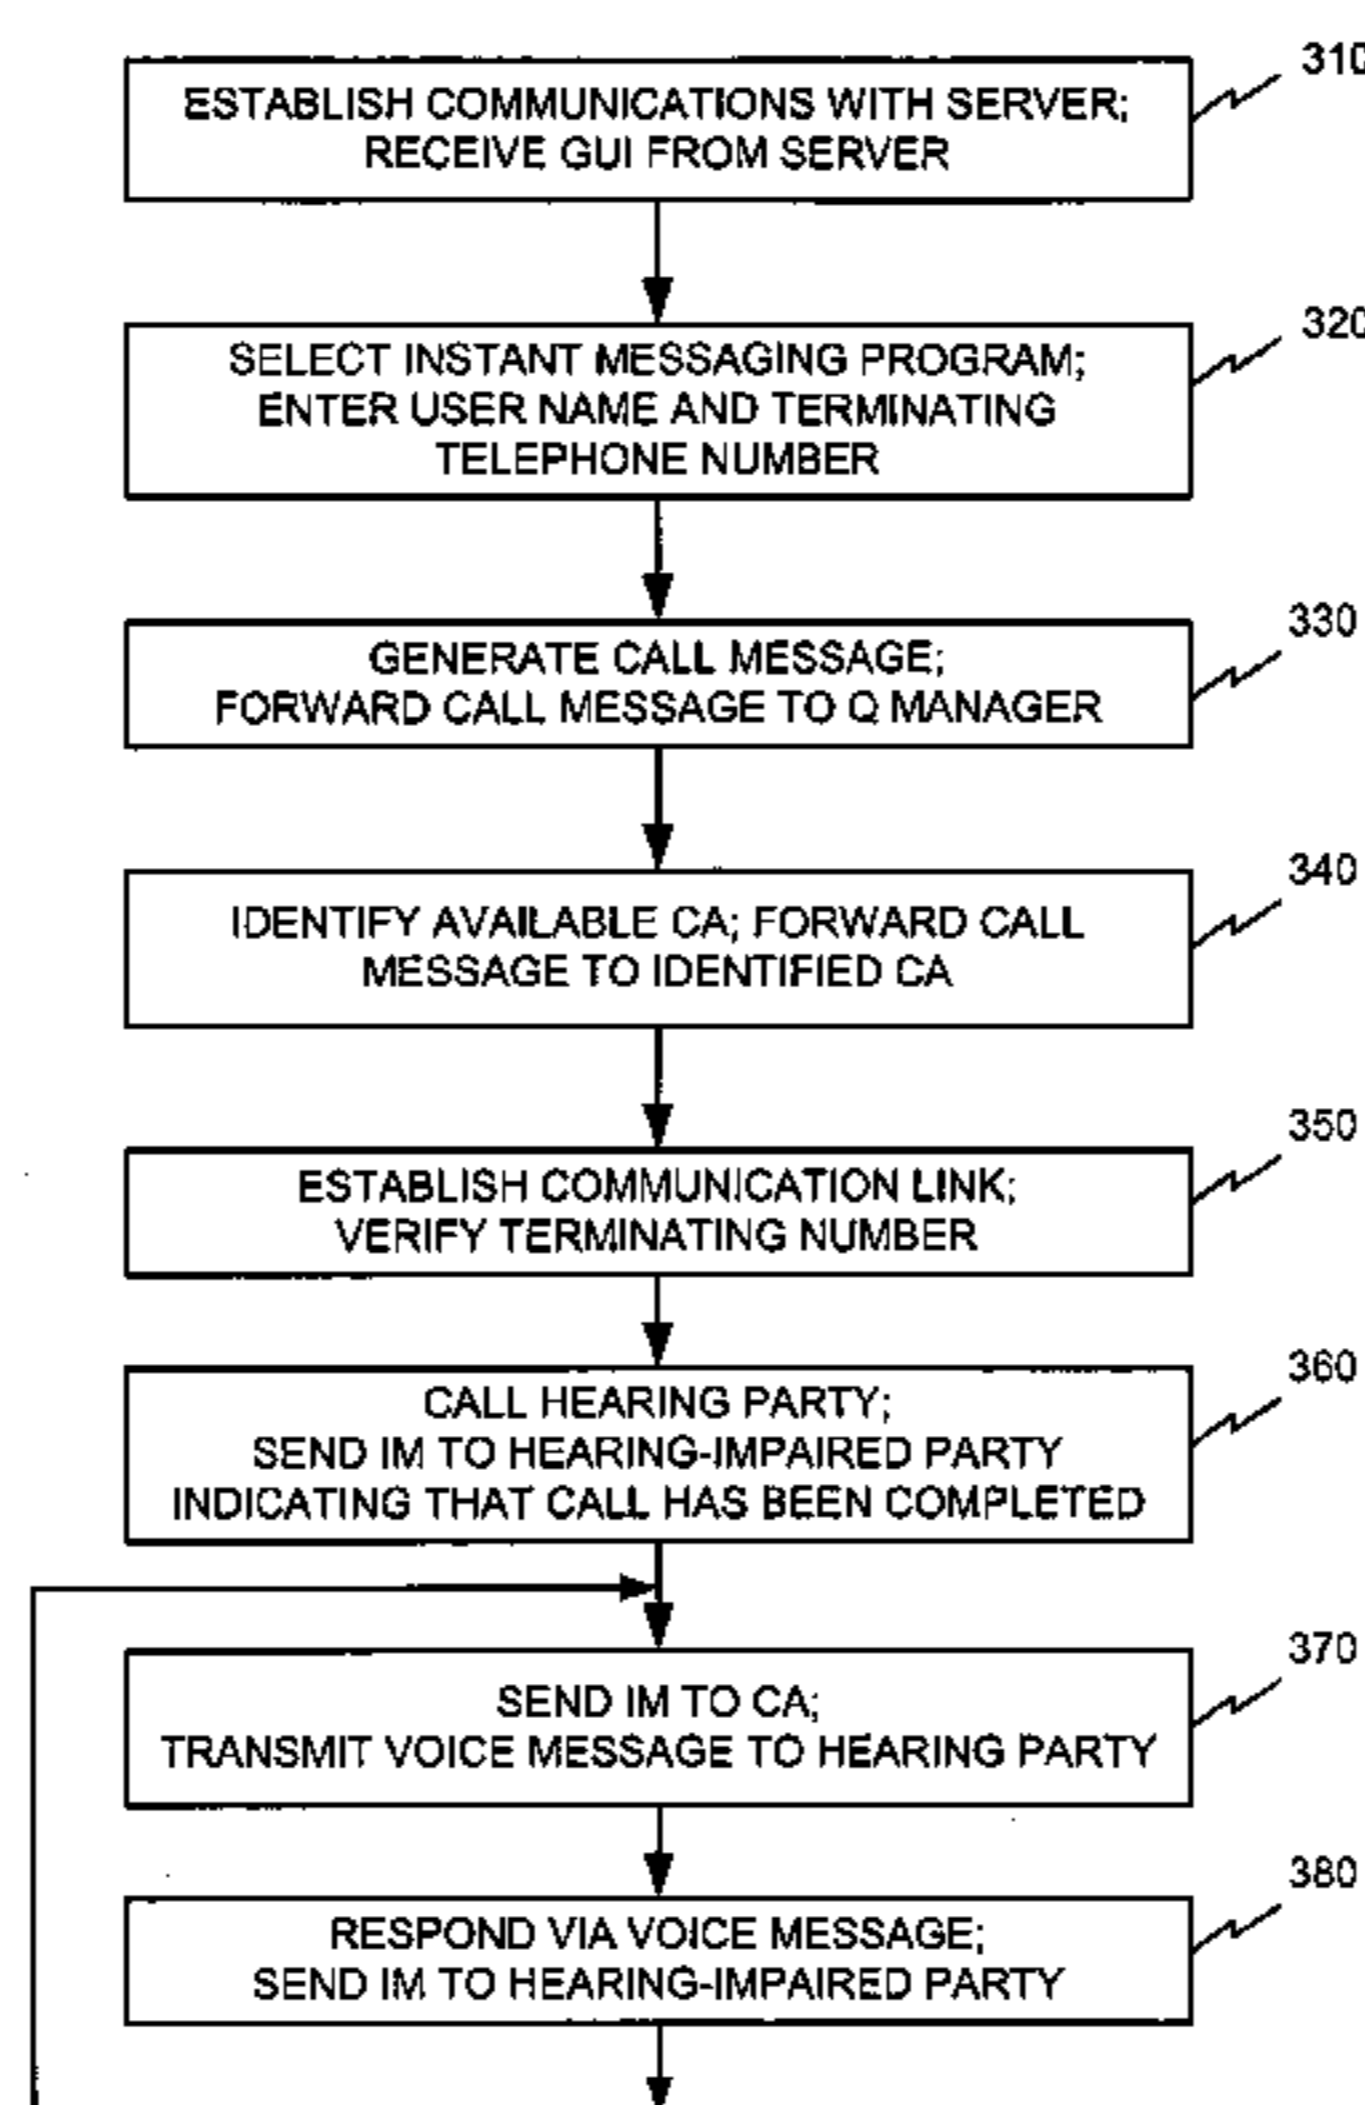 310
ESTABLISH COMMUNICATIONS WITH SERVER;
RECEIVE GUI FROM SERVER
320
SELECT INSTANT MESSAGING PROGRAM;
ENTER USER NAME AND TERMINATING
TELEPHONE NUMBER
330
GENERATE CALL MESSAGE;
FORWARD CALL MESSAGE TO Q MANAGER
340
IDENTIFY AVAILABLE CA; FORWARD CALL
MESSAGE TO IDENTIFIED CA
350
ESTABLISH COMMUNICATION LINK;
VERIFY TERMINATING NUMBER
360
CALL HEARING PARTY;
SEND IM TO HEARING-IMPAIRED PARTY
INDICATING THAT CALL HAS BEEN COMPLETED
370
SEND IM TO CA;
TRANSMIT VOICE MESSAGE TO HEARING PARTY
380
RESPOND VIA VOICE MESSAGE;
SEND IM TO HEARING-IMPAIRED PARTY